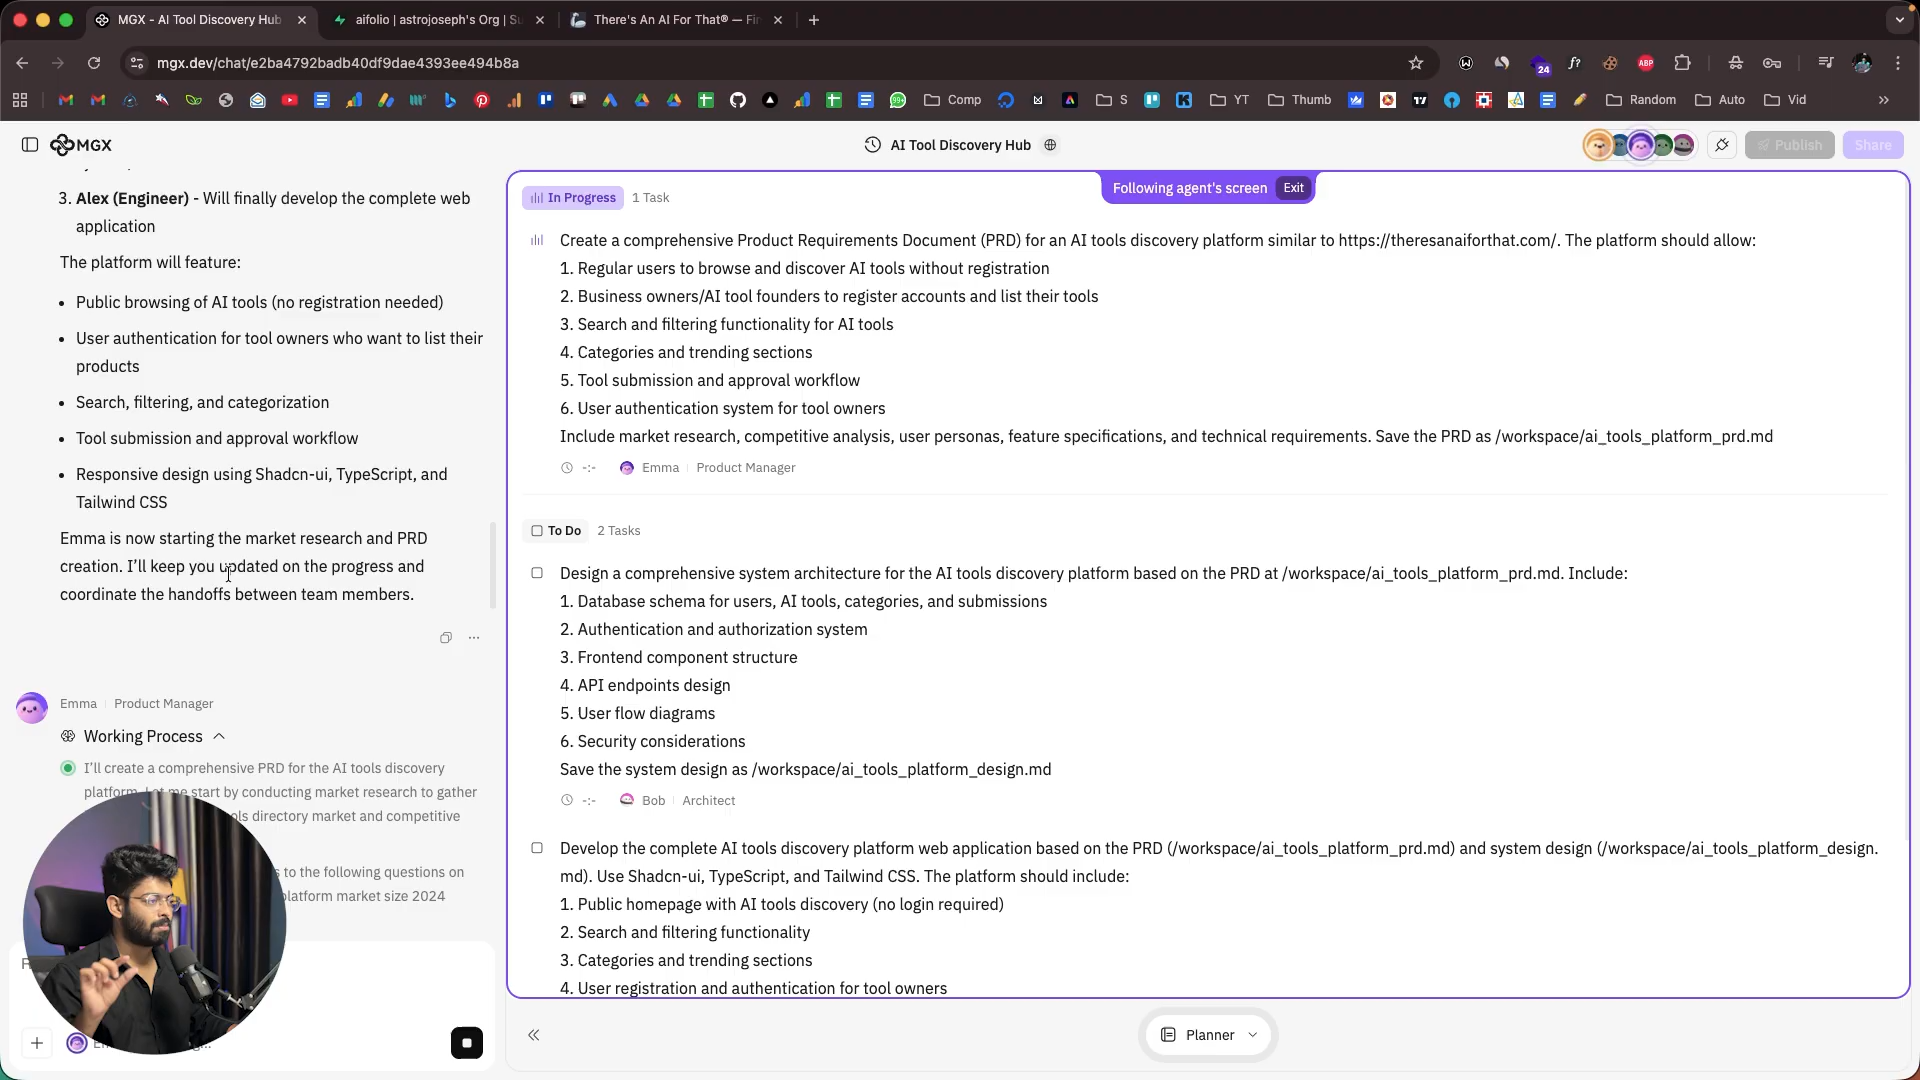 MGX - AI Tool Discovery Hub
aifolio | astrojoseph's Org | Su
There's An AI For That® — Fin
mgx.dev/chat/e2ba4792badb40df9dae4393ee494b8a
24
f?
ABP
99+
Comp
S
YT
Thumb
17
Random
Auto
Vid
MGX
AI Tool Discovery Hub
Publish
Share
3. Alex (Engineer) - Will finally develop the complete web
application
The platform will feature:
• Public browsing of AI tools (no registration needed)
• User authentication for tool owners who want to list their
products
• Search, filtering, and categorization
• Tool submission and approval workflow
• Responsive design using Shadcn-ui, TypeScript, and
Tailwind CSS
Emma is now starting the market research and PRD
creation. I'll keep you updated on the progress and
coordinate the handoffs between team members.
Emma | Product Manager
Working Process
I'll create a comprehensive PRD for the AI tools discovery
platform. Let me start by conducting market research to gather
ols directory market and competitive
s to the following questions on
platform market size 2024
Following agent's screen Exit
In Progress 1 Task
Create a comprehensive Product Requirements Document (PRD) for an AI tools discovery platform similar to https://theresanaiforthat.com/. The platform should allow:
1. Regular users to browse and discover AI tools without registration
2. Business owners/AI tool founders to register accounts and list their tools
3. Search and filtering functionality for AI tools
4. Categories and trending sections
5. Tool submission and approval workflow
6. User authentication system for tool owners
Include market research, competitive analysis, user personas, feature specifications, and technical requirements. Save the PRD as /workspace/ai_tools_platform_prd.md
-:- Emma | Product Manager
To Do 2 Tasks
Design a comprehensive system architecture for the AI tools discovery platform based on the PRD at /workspace/ai_tools_platform_prd.md. Include:
1. Database schema for users, AI tools, categories, and submissions
2. Authentication and authorization system
3. Frontend component structure
4. API endpoints design
5. User flow diagrams
6. Security considerations
Save the system design as /workspace/ai_tools_platform_design.md
-:- Bob | Architect
Develop the complete AI tools discovery platform web application based on the PRD (/workspace/ai_tools_platform_prd.md) and system design (/workspace/ai_tools_platform_design.
md). Use Shadcn-ui, TypeScript, and Tailwind CSS. The platform should include:
1. Public homepage with AI tools discovery (no login required)
2. Search and filtering functionality
3. Categories and trending sections
4. User registration and authentication for tool owners
Planner